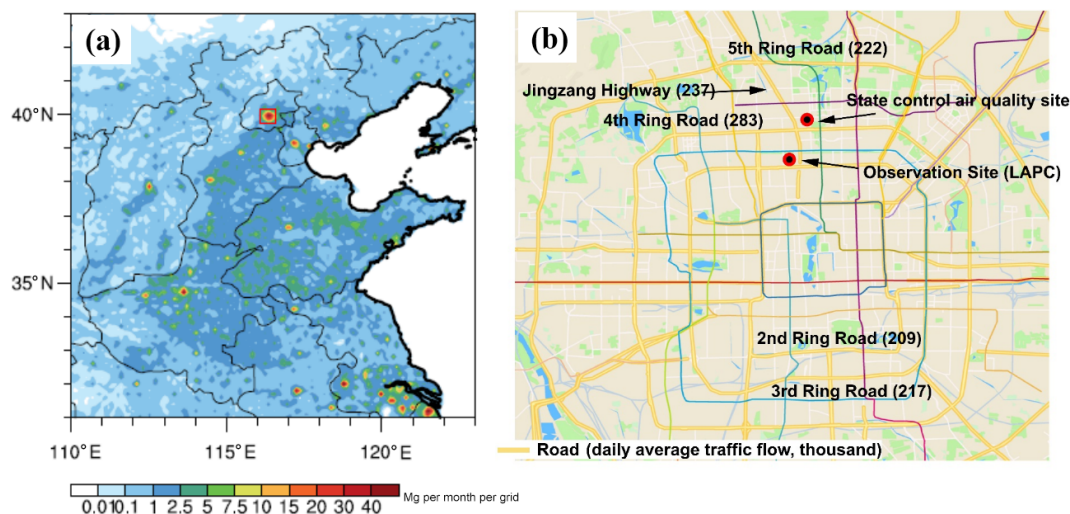 (a)
40°N
35°N
110°E
115°E
120°E
0.01 0.1 1 2.5 5 7.5 10 15 20 30 40
Mg per month per grid
(b)
5th Ring Road (222)
Jingzang Highway (237)
State control air quality site
4th Ring Road (283)
Observation Site (LAPC)
2nd Ring Road (209)
3rd Ring Road (217)
Road (daily average traffic flow, thousand)